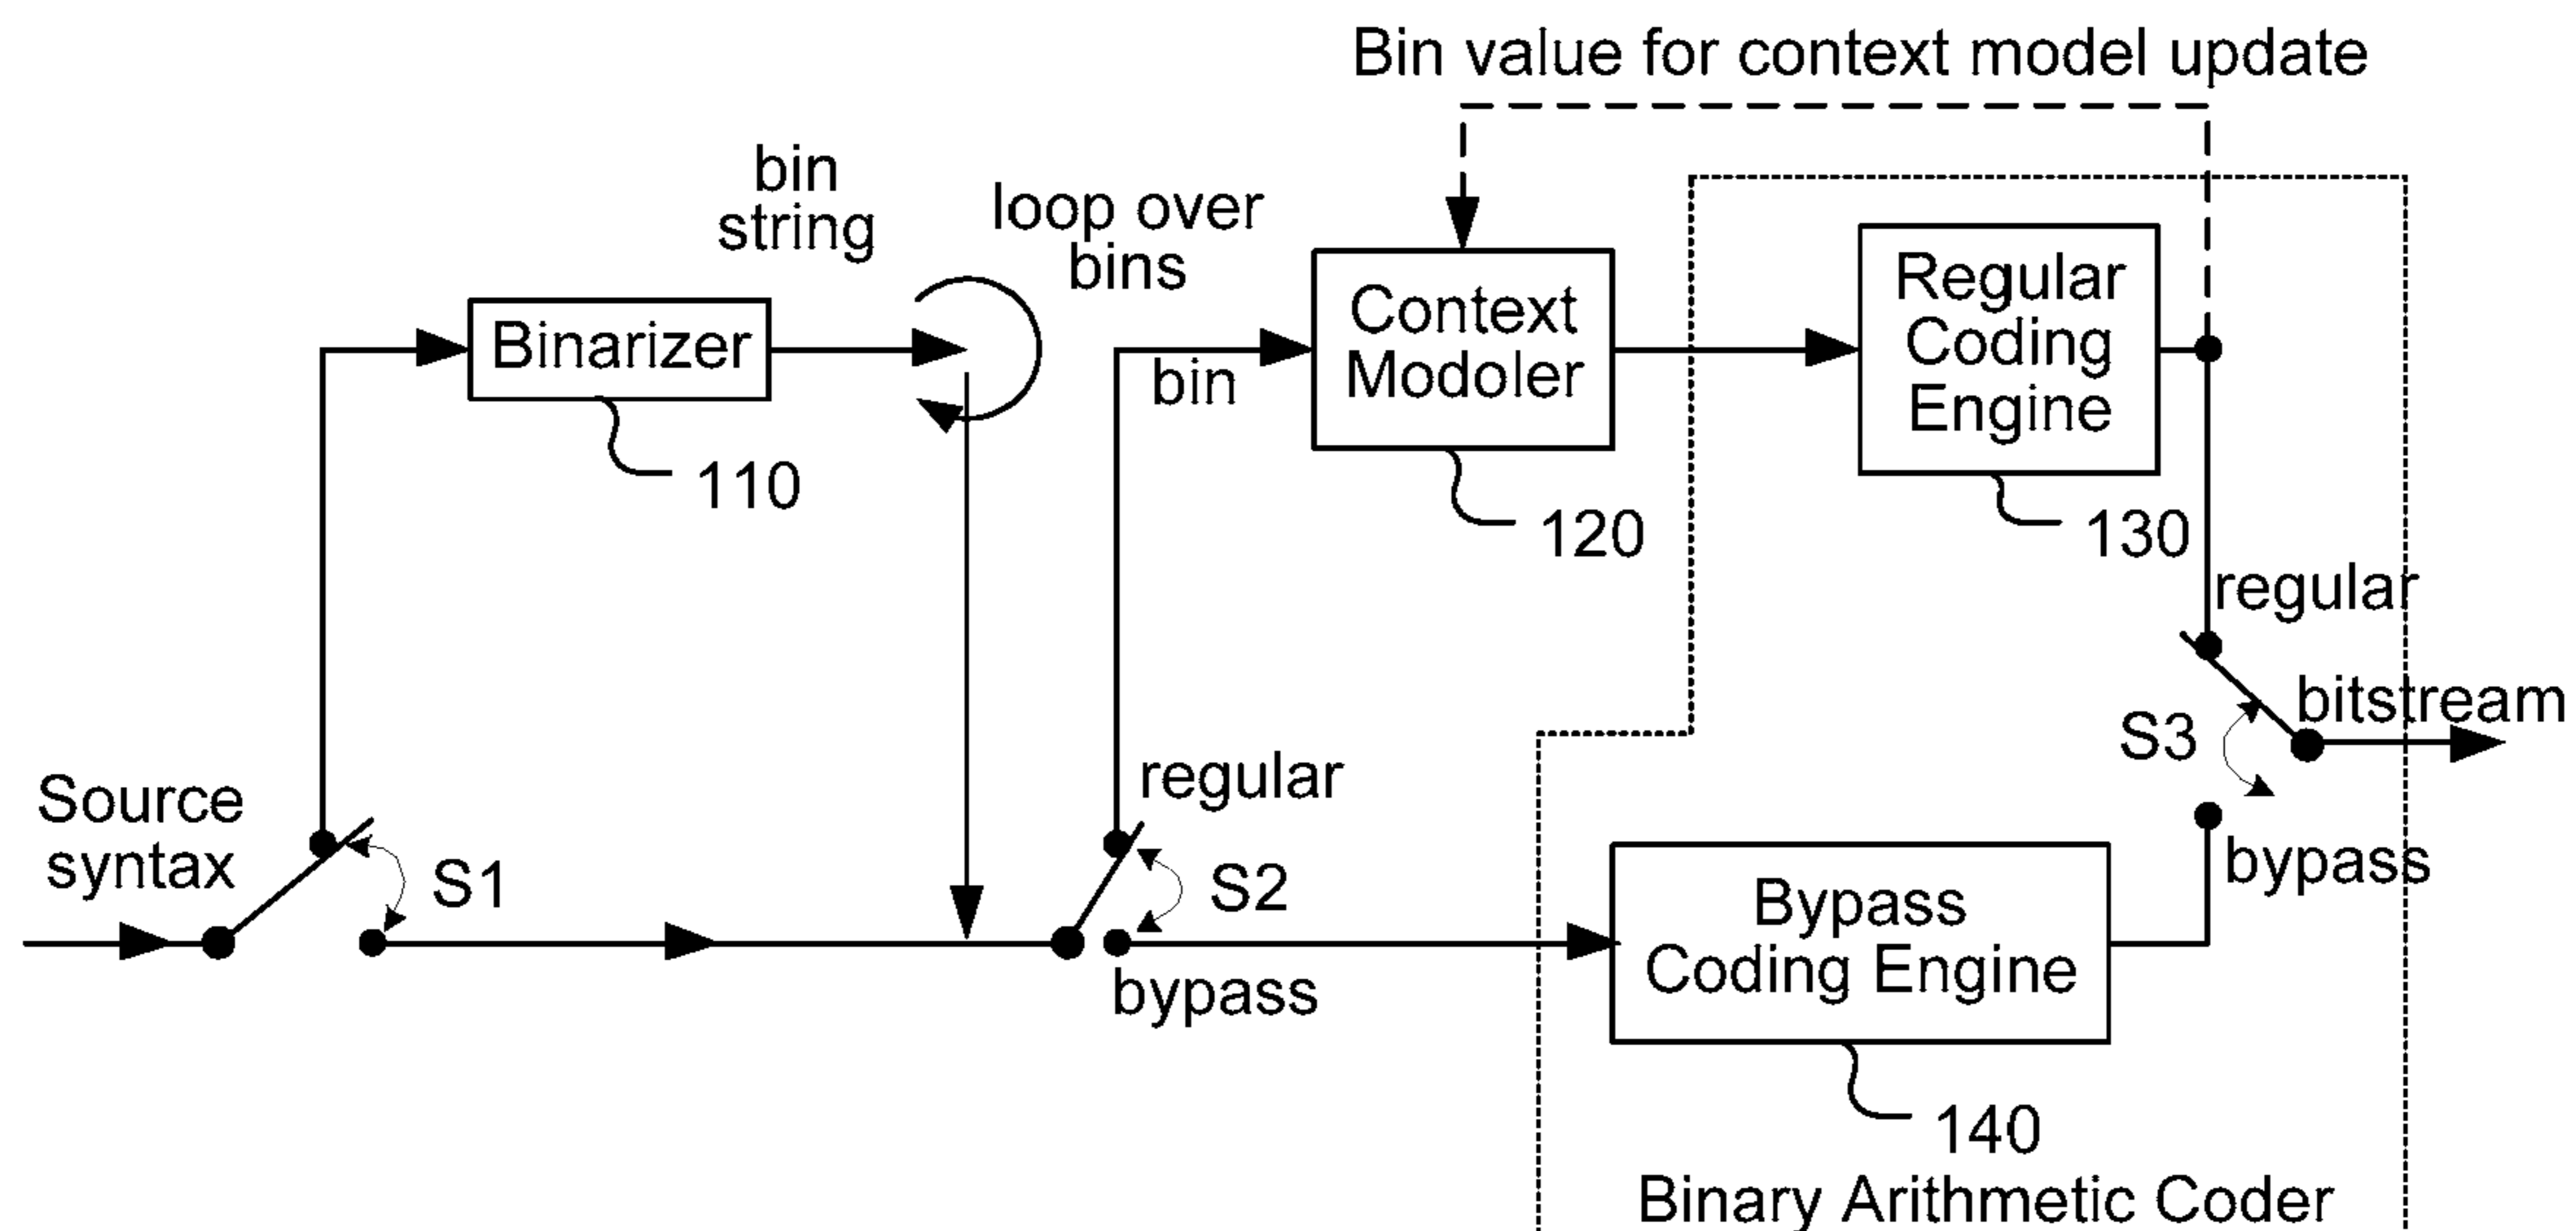 Bin value for context model update
bin
string
loop over
bins
Binarizer
110
bin
Context
Modoler
120
Regular
Coding
Engine
130
regular
bitstream
S3
bypass
Source
syntax
S1
regular
S2
bypass
Bypass
Coding Engine
140
Binary Arithmetic Coder